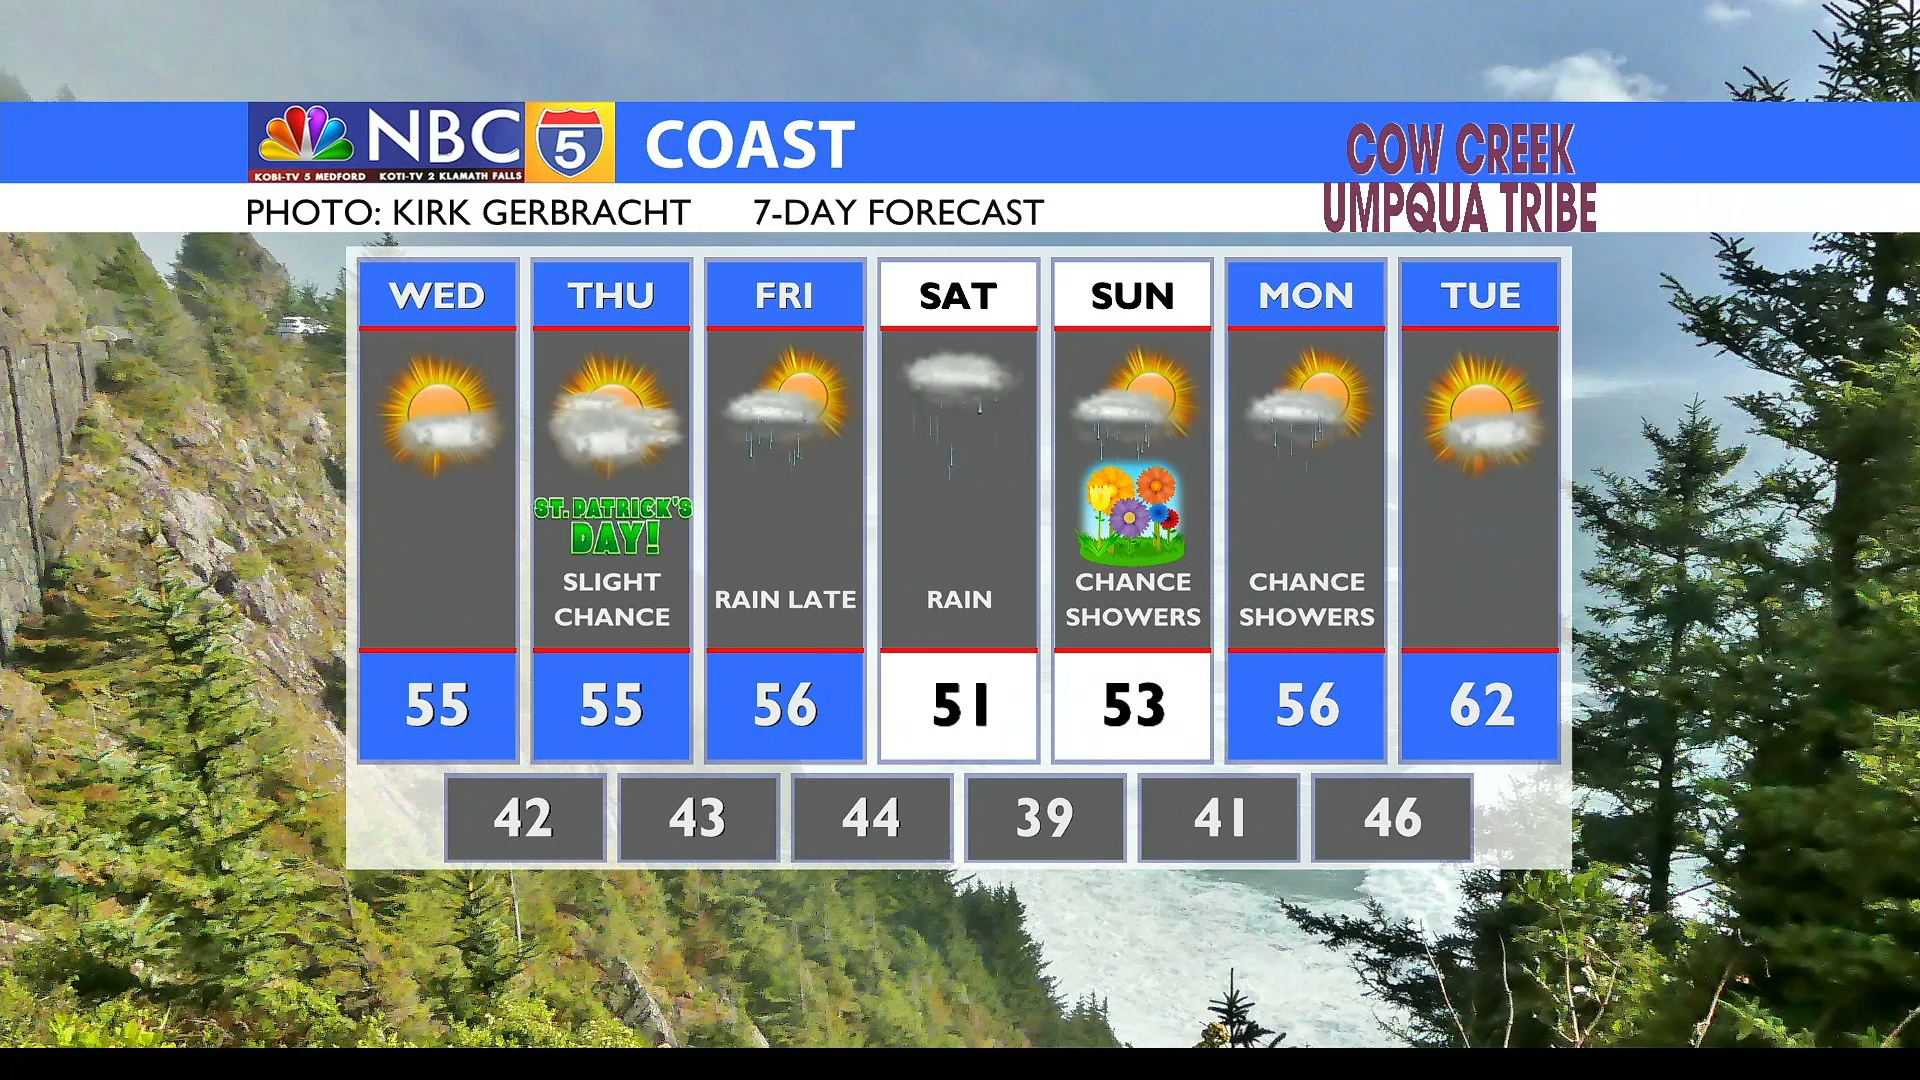 NBC 5
KOBI-TV 5 MEDFORD KOTI-TV 2 KLAMATH FALLS
COAST
COW CREEK
UMPQUA TRIBE
PHOTO: KIRK GERBRACHT 7-DAY FORECAST
WED THU FRI SAT SUN MON TUE
ST. PATRICK'S
DAY!
SLIGHT
CHANCE
RAIN LATE
RAIN
CHANCE
SHOWERS
CHANCE
SHOWERS
55 55 56 51 53 56 62
42 43 44 39 41 46